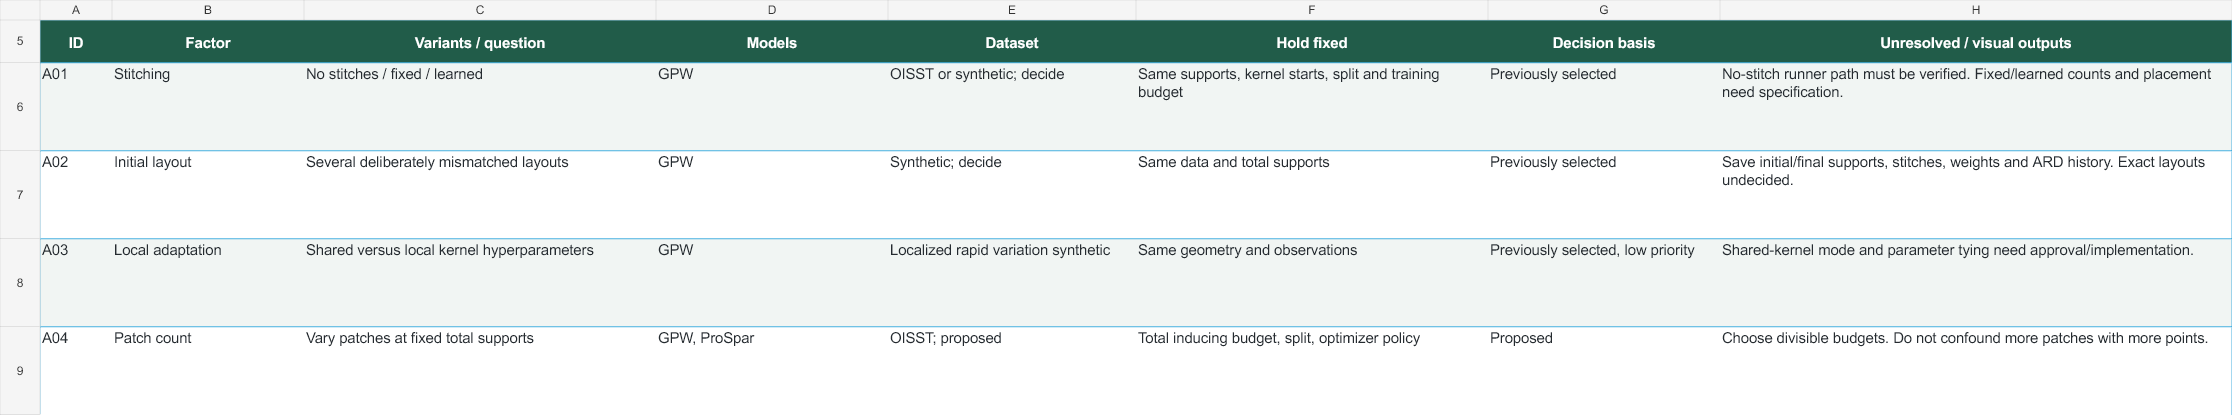 A B C D E F G H
5 ID Factor Variants / question Models Dataset Hold fixed Decision basis Unresolved / visual outputs
6 A01 Stitching No stitches / fixed / learned GPW OISST or synthetic; decide Same supports, kernel starts, split and training budget Previously selected No-stitch runner path must be verified. Fixed/learned counts and placement need specification.
7 A02 Initial layout Several deliberately mismatched layouts GPW Synthetic; decide Same data and total supports Previously selected Save initial/final supports, stitches, weights and ARD history. Exact layouts undecided.
8 A03 Local adaptation Shared versus local kernel hyperparameters GPW Localized rapid variation synthetic Same geometry and observations Previously selected, low priority Shared-kernel mode and parameter tying need approval/implementation.
9 A04 Patch count Vary patches at fixed total supports GPW, ProSpar OISST; proposed Total inducing budget, split, optimizer policy Proposed Choose divisible budgets. Do not confound more patches with more points.